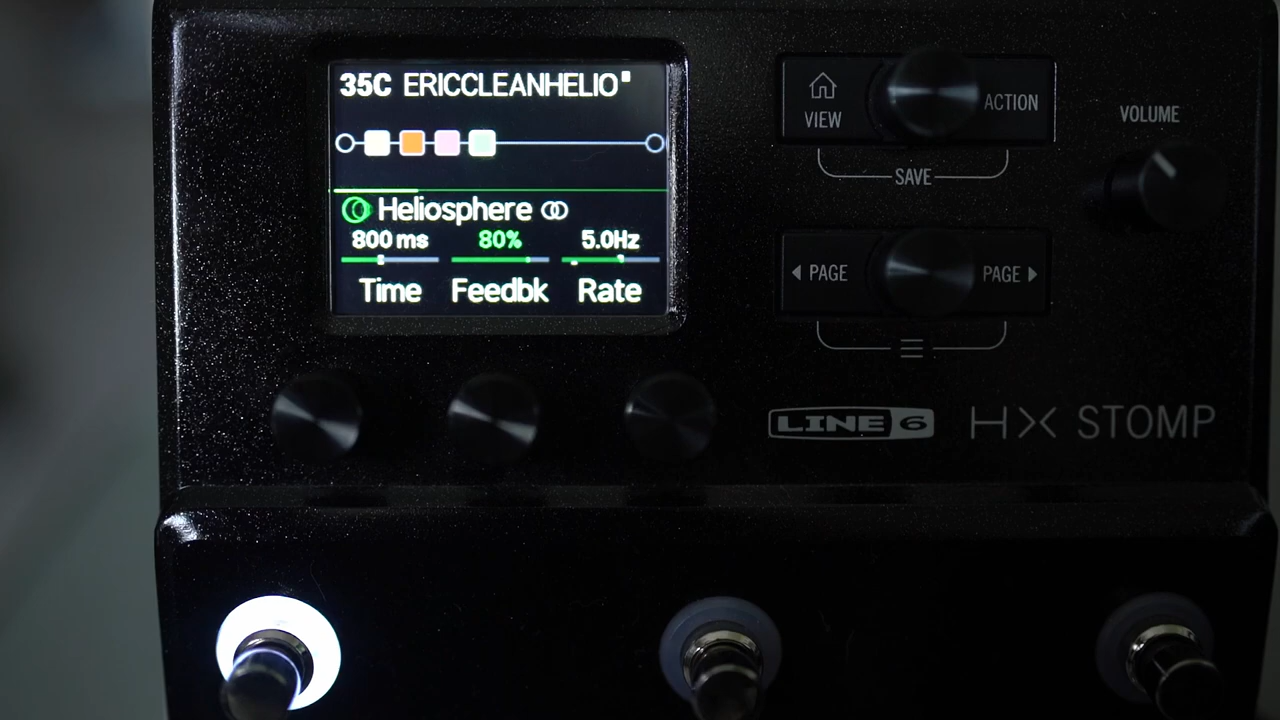 35C ERICCLEANHELIO
Heliosphere
800 ms 80% 5.0Hz
Time Feedbk Rate
VIEW ACTION
SAVE
VOLUME
PAGE PAGE
LINE 6 HX STOMP